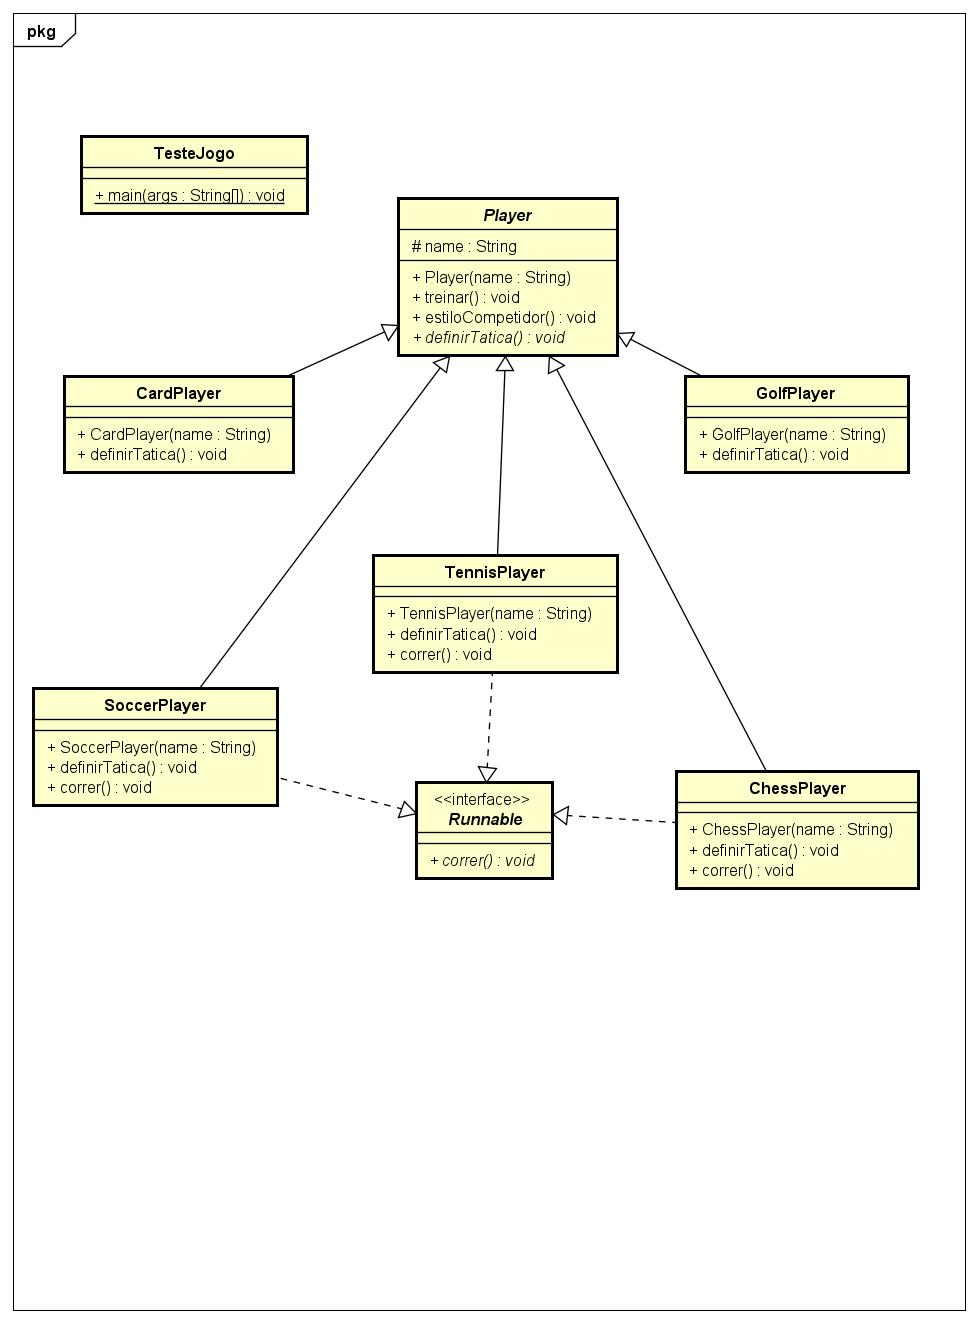 pkg
TesteJogo
+ main(args : String[]) : void
Player
# name : String
+ Player(name : String)
+ treinar() : void
+ estiloCompetidor() : void
+ definirTatica() : void
CardPlayer
+ CardPlayer(name : String)
+ definirTatica() : void
GolfPlayer
+ GolfPlayer(name : String)
+ definirTatica() : void
TennisPlayer
+ TennisPlayer(name : String)
+ definirTatica() : void
+ correr() : void
SoccerPlayer
+ SoccerPlayer(name : String)
+ definirTatica() : void
+ correr() : void
<<interface>>
Runnable
+ correr() : void
ChessPlayer
+ ChessPlayer(name : String)
+ definirTatica() : void
+ correr() : void